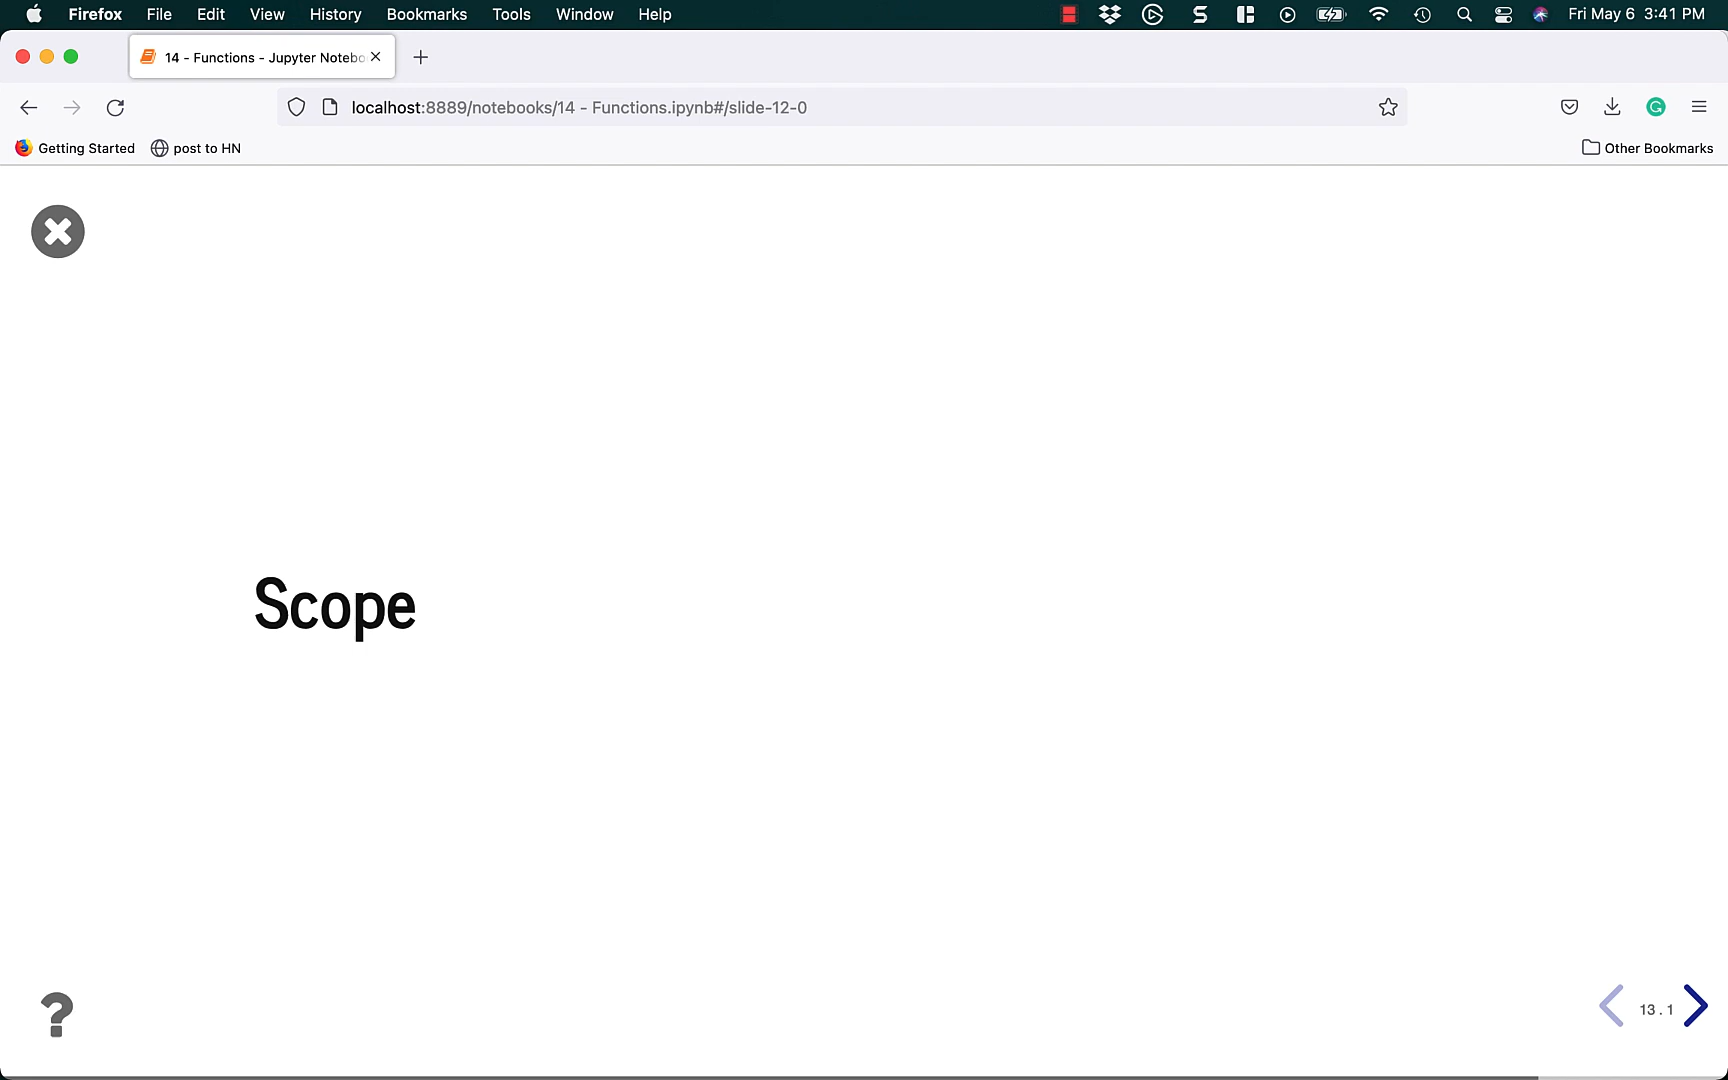 Firefox File Edit View History Bookmarks Tools Window Help Fri May 6 3:41 PM
14 - Functions - Jupyter Notebo
localhost:8889/notebooks/14 - Functions.ipynb#/slide-12-0
Getting Started post to HN Other Bookmarks
Scope
?
13 . 1